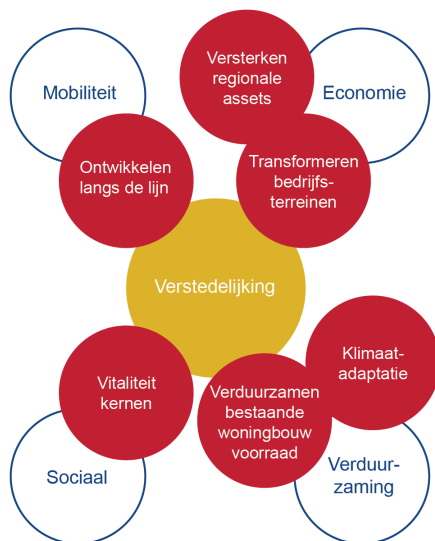 Mobiliteit
Versterken
regionale
assets
Economie
Ontwikkelen
langs de lijn
Transformeren
bedrijfs-
terreinen
Verstedelijking
Klimaat-
adaptatie
Vitaliteit
kernen
Verduurzamen
bestaande
woningbouw
voorraad
Sociaal
Verduur-
zaming